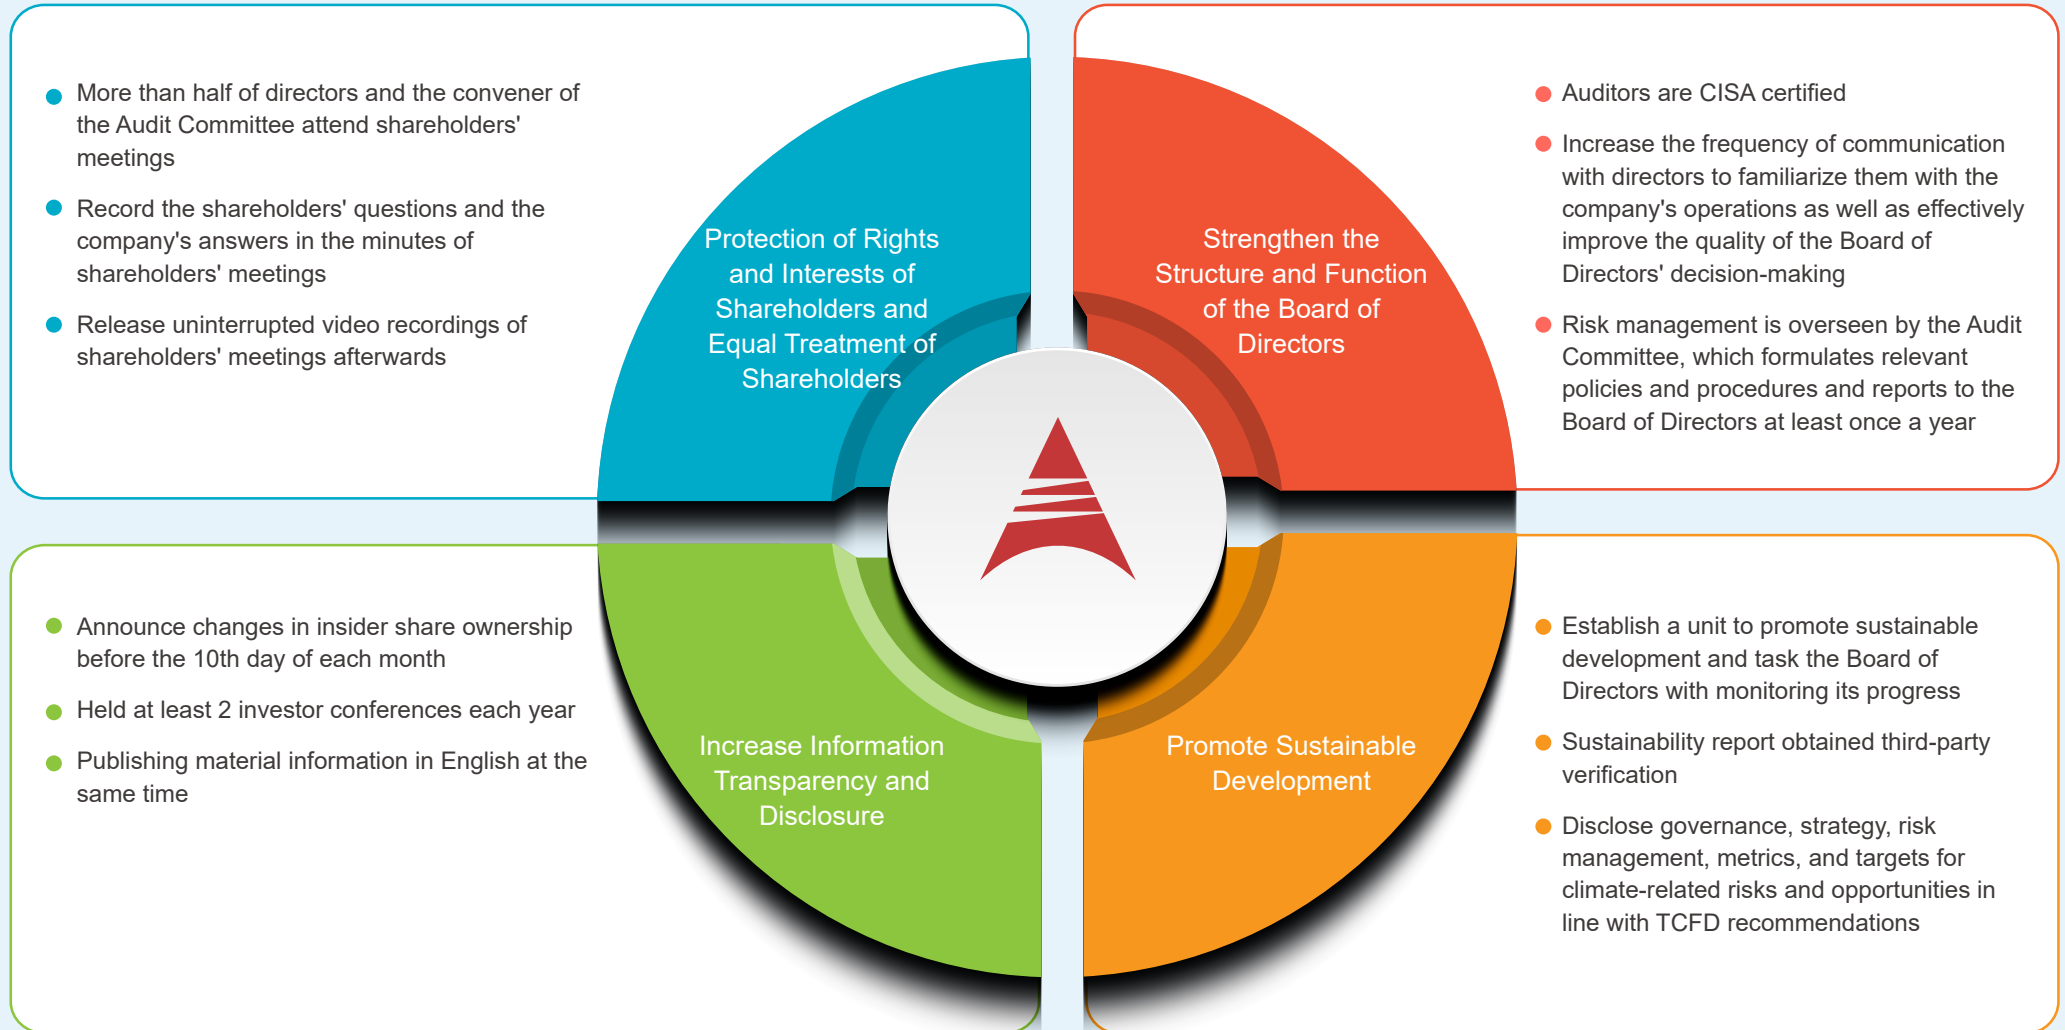 More than half of directors and the convener of
the Audit Committee attend shareholders'
meetings
Record the shareholders' questions and the
company's answers in the minutes of
shareholders' meetings
Release uninterrupted video recordings of
shareholders' meetings afterwards
Protection of Rights
and Interests of
Shareholders and
Equal Treatment of
Shareholders
Strengthen the
Structure and Function
of the Board of
Directors
Auditors are CISA certified
Increase the frequency of communication
with directors to familiarize them with the
company's operations as well as effectively
improve the quality of the Board of
Directors' decision-making
Risk management is overseen by the Audit
Committee, which formulates relevant
policies and procedures and reports to the
Board of Directors at least once a year
Announce changes in insider share ownership
before the 10th day of each month
Held at least 2 investor conferences each year
Publishing material information in English at the
same time
Increase Information
Transparency and
Disclosure
Promote Sustainable
Development
Establish a unit to promote sustainable
development and task the Board of
Directors with monitoring its progress
Sustainability report obtained third-party
verification
Disclose governance, strategy, risk
management, metrics, and targets for
climate-related risks and opportunities in
line with TCFD recommendations